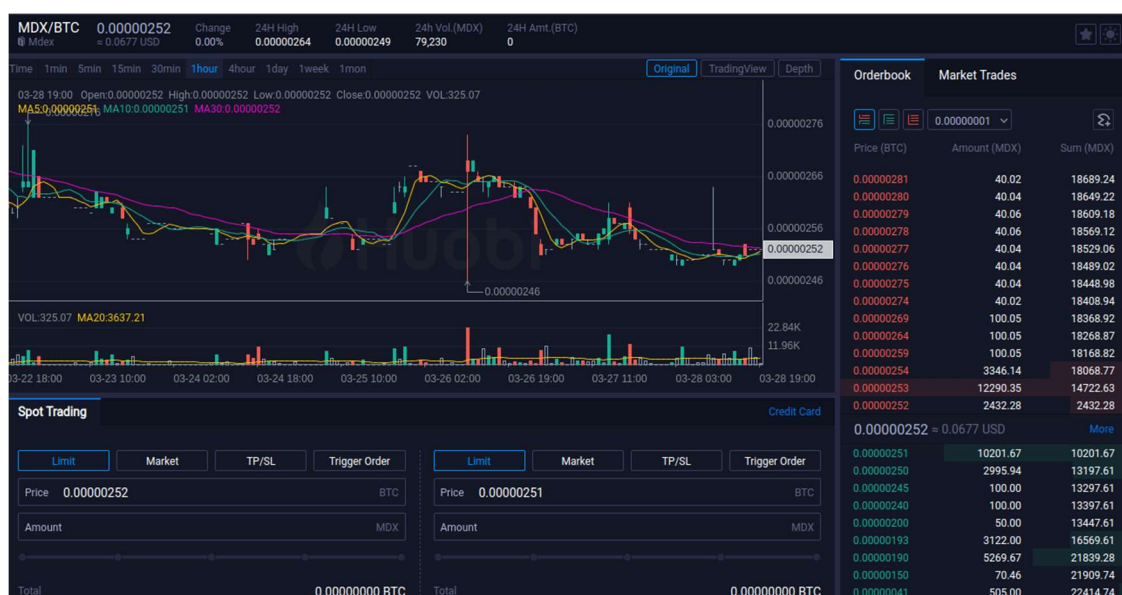 MDX/BTC 0.00000252 Change 24H High 24H Low 24h Vol.(MDX) 24H Amt.(BTC)
Mdex ≈ 0.0677 USD 0.00% 0.00000264 0.00000249 79,230 0
Time 1min 5min 15min 30min 1hour 4hour 1day 1week 1mon Original TradingView Depth
03-28 19:00 Open:0.00000252 High:0.00000252 Low:0.00000252 Close:0.00000252 VOL:325.07
MA5:0.00000251 MA10:0.00000251 MA30:0.00000252
0.00000276
0.00000276
0.00000266
0.00000256
0.00000252
0.00000246
0.00000246
Huobi
VOL:325.07 MA20:3637.21
22.84K
11.96K
03-22 18:00 03-23 10:00 03-24 02:00 03-24 18:00 03-25 10:00 03-26 02:00 03-26 19:00 03-27 11:00 03-28 03:00 03-28 19:00
Spot Trading Credit Card
Limit Market TP/SL Trigger Order Limit Market TP/SL Trigger Order
Price 0.00000252 BTC Price 0.00000251 BTC
Amount MDX Amount MDX
Total 0.00000000 BTC Total 0.00000000 BTC
Orderbook Market Trades
0.00000001
Price (BTC) Amount (MDX) Sum (MDX)
0.00000281 40.02 18689.24
0.00000280 40.04 18649.22
0.00000279 40.06 18609.18
0.00000278 40.06 18569.12
0.00000277 40.04 18529.06
0.00000276 40.04 18489.02
0.00000275 40.04 18448.98
0.00000274 40.02 18408.94
0.00000269 100.05 18368.92
0.00000264 100.05 18268.87
0.00000259 100.05 18168.82
0.00000254 3346.14 18068.77
0.00000253 12290.35 14722.63
0.00000252 2432.28 2432.28
0.00000252 ≈ 0.0677 USD More
0.00000251 10201.67 10201.67
0.00000250 2995.94 13197.61
0.00000245 100.00 13297.61
0.00000240 100.00 13397.61
0.00000200 50.00 13447.61
0.00000193 3122.00 16569.61
0.00000190 5269.67 21839.28
0.00000150 70.46 21909.74
0.00000041 505.00 22414.74